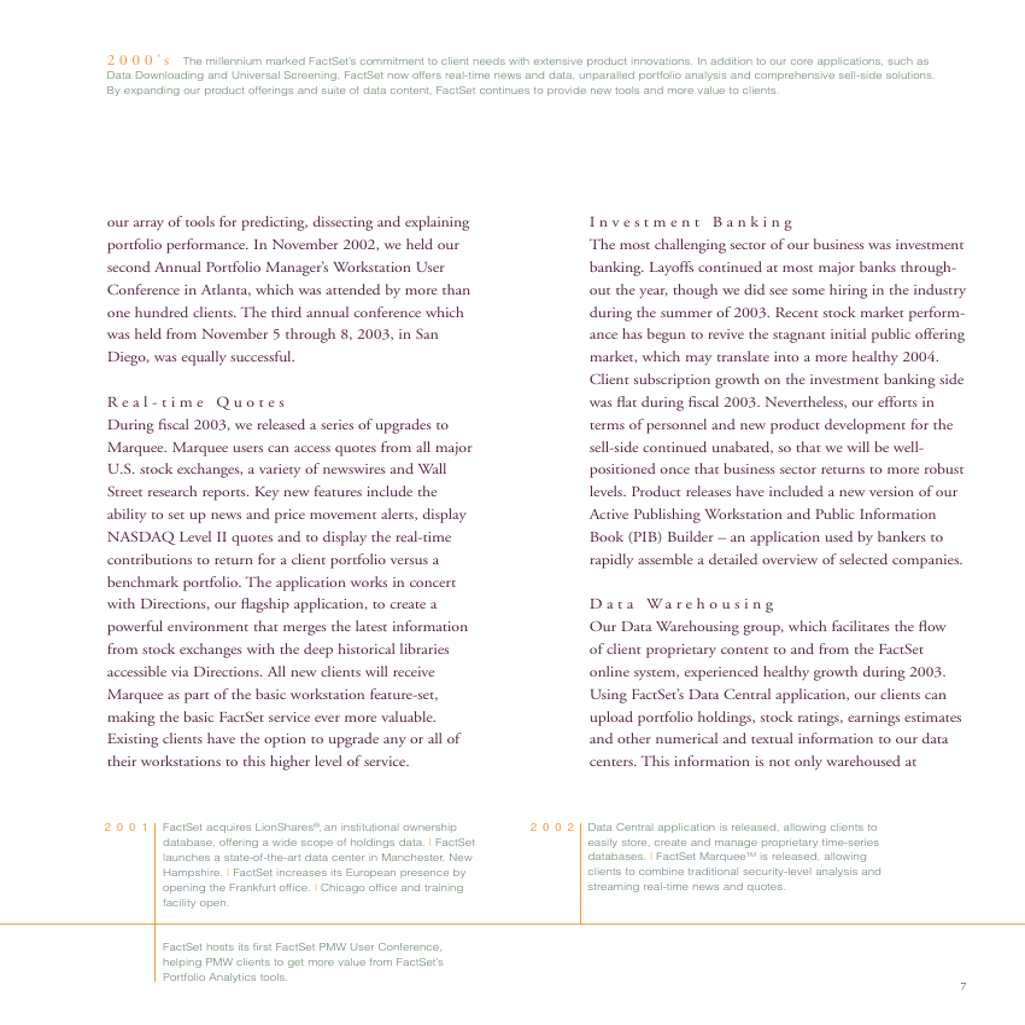 2000's The millennium marked FactSet's commitment to client needs with extensive product innovations. In addition to our core applications, such as
Data Downloading and Universal Screening, FactSet now offers real-time news and data, unparalled portfolio analysis and comprehensive sell-side solutions.
By expanding our product offerings and suite of data content, FactSet continues to provide new tools and more value to clients.
our array of tools for predicting, dissecting and explaining
portfolio performance. In November 2002, we held our
second Annual Portfolio Manager's Workstation User
Conference in Atlanta, which was attended by more than
one hundred clients. The third annual conference which
was held from November 5 through 8, 2003, in San
Diego, was equally successful.
Real-time Quotes
During fiscal 2003, we released a series of upgrades to
Marquee. Marquee users can access quotes from all major
U.S. stock exchanges, a variety of newswires and Wall
Street research reports. Key new features include the
ability to set up news and price movement alerts, display
NASDAQ Level II quotes and to display the real-time
contributions to return for a client portfolio versus a
benchmark portfolio. The application works in concert
with Directions, our flagship application, to create a
powerful environment that merges the latest information
from stock exchanges with the deep historical libraries
accessible via Directions. All new clients will receive
Marquee as part of the basic workstation feature-set,
making the basic FactSet service ever more valuable.
Existing clients have the option to upgrade any or all of
their workstations to this higher level of service.
Investment Banking
The most challenging sector of our business was investment
banking. Layoffs continued at most major banks through-
out the year, though we did see some hiring in the industry
during the summer of 2003. Recent stock market perform-
ance has begun to revive the stagnant initial public offering
market, which may translate into a more healthy 2004.
Client subscription growth on the investment banking side
was flat during fiscal 2003. Nevertheless, our efforts in
terms of personnel and new product development for the
sell-side continued unabated, so that we will be well-
positioned once that business sector returns to more robust
levels. Product releases have included a new version of our
Active Publishing Workstation and Public Information
Book (PIB) Builder – an application used by bankers to
rapidly assemble a detailed overview of selected companies.
Data Warehousing
Our Data Warehousing group, which facilitates the flow
of client proprietary content to and from the FactSet
online system, experienced healthy growth during 2003.
Using FactSet's Data Central application, our clients can
upload portfolio holdings, stock ratings, earnings estimates
and other numerical and textual information to our data
centers. This information is not only warehoused at
2001 FactSet acquires LionShares®, an institutional ownership
database, offering a wide scope of holdings data. | FactSet
launches a state-of-the-art data center in Manchester, New
Hampshire. | FactSet increases its European presence by
opening the Frankfurt office. | Chicago office and training
facility open.
FactSet hosts its first FactSet PMW User Conference,
helping PMW clients to get more value from FactSet's
Portfolio Analytics tools.
2002 Data Central application is released, allowing clients to
easily store, create and manage proprietary time-series
databases. | FactSet Marquee™ is released, allowing
clients to combine traditional security-level analysis and
streaming real-time news and quotes.
7